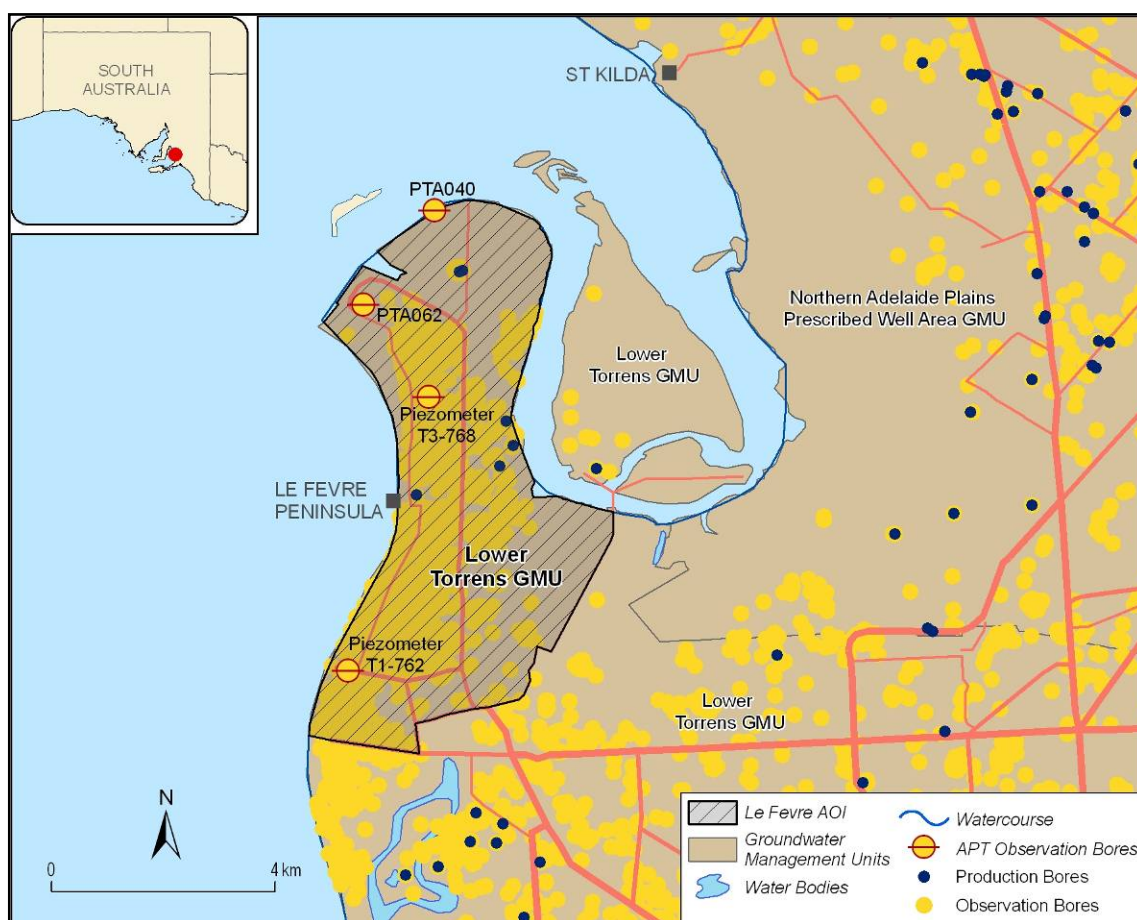 SOUTH
AUSTRALIA
ST KILDA
PTA040
PTA062
Northern Adelaide Plains
Prescribed Well Area GMU
Lower
Torrens GMU
Piezometer
T3-768
LE FEVRE
PENINSULA
Lower
Torrens GMU
Piezometer
T1-762
Lower
Torrens GMU
N
0
4 km
Le Fevre AOI
Groundwater
Management Units
Water Bodies
Watercourse
APT Observation Bores
Production Bores
Observation Bores